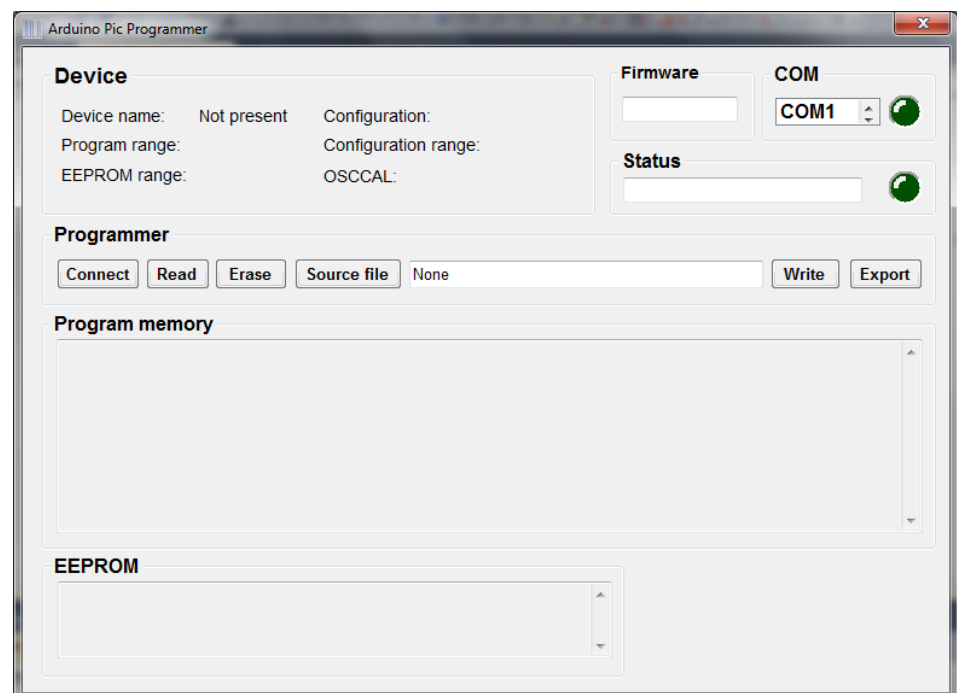 Arduino Pic Programmer
Device
Firmware
COM
Device name: Not present Configuration:
COM1
Program range: Configuration range:
EEPROM range: OSCCAL:
Status
Programmer
Connect Read Erase Source file None Write Export
Program memory
EEPROM